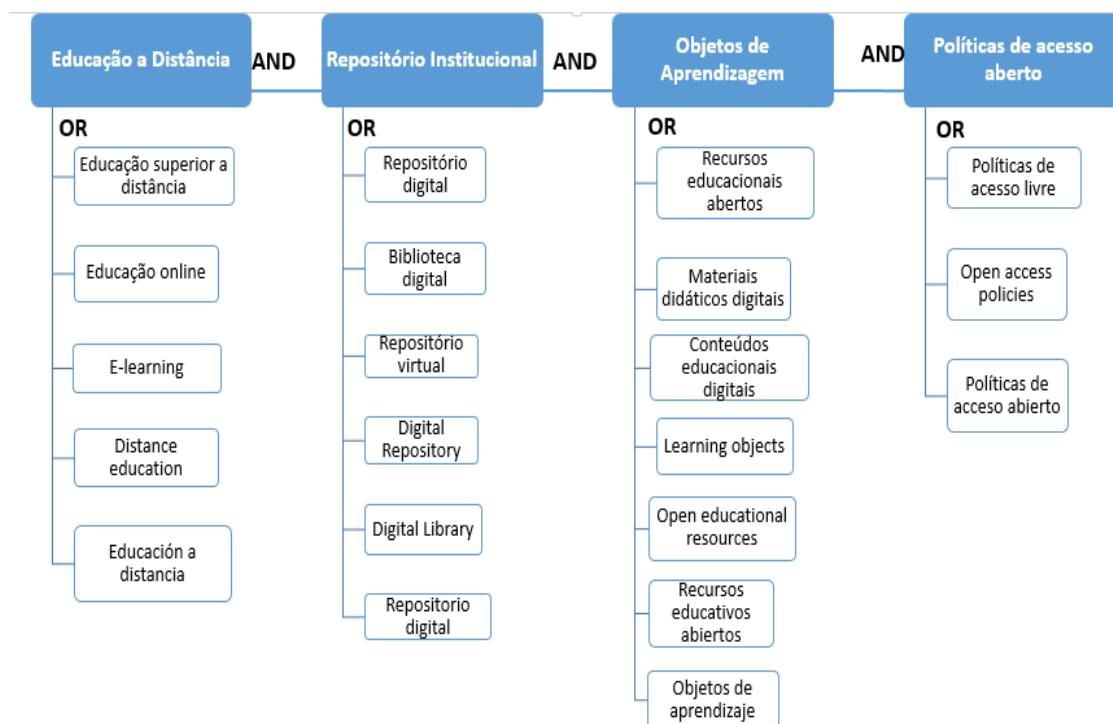 Educação a Distância
AND
Repositório Institucional
AND
Objetos de
Aprendizagem
AND
Políticas de acesso
aberto
OR
Educação superior a
distância
Educação online
E-learning
Distance
education
Educación a
distancia
OR
Repositório
digital
Biblioteca
digital
Repositório
virtual
Digital
Repository
Digital Library
Repositorio
digital
OR
Recursos
educacionais
abertos
Materiais
didáticos digitais
Conteúdos
educacionais
digitais
Learning objects
Open educational
resources
Recursos
educativos
abiertos
Objetos de
aprendizaje
OR
Políticas de
acesso livre
Open access
policies
Políticas de
acceso abierto